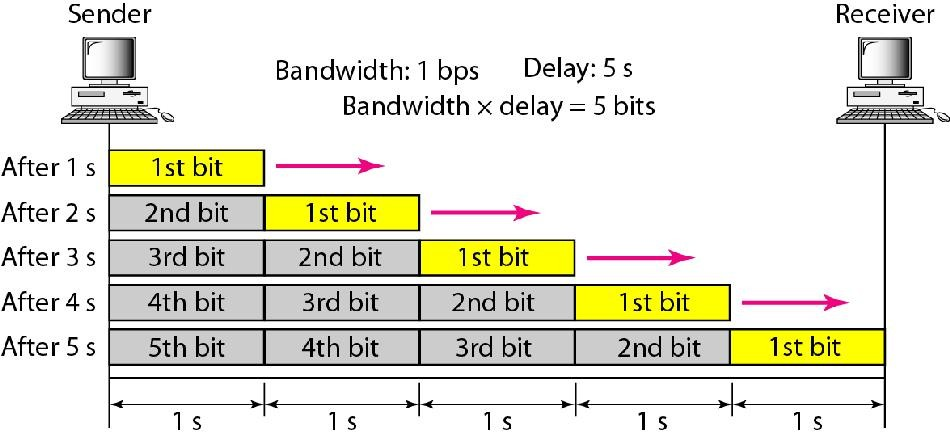 Sender Receiver
Bandwidth: 1 bps Delay: 5 s
Bandwidth × delay = 5 bits
After 1 s 1st bit
After 2 s 2nd bit 1st bit
After 3 s 3rd bit 2nd bit 1st bit
After 4 s 4th bit 3rd bit 2nd bit 1st bit
After 5 s 5th bit 4th bit 3rd bit 2nd bit 1st bit
1 s 1 s 1 s 1 s 1 s